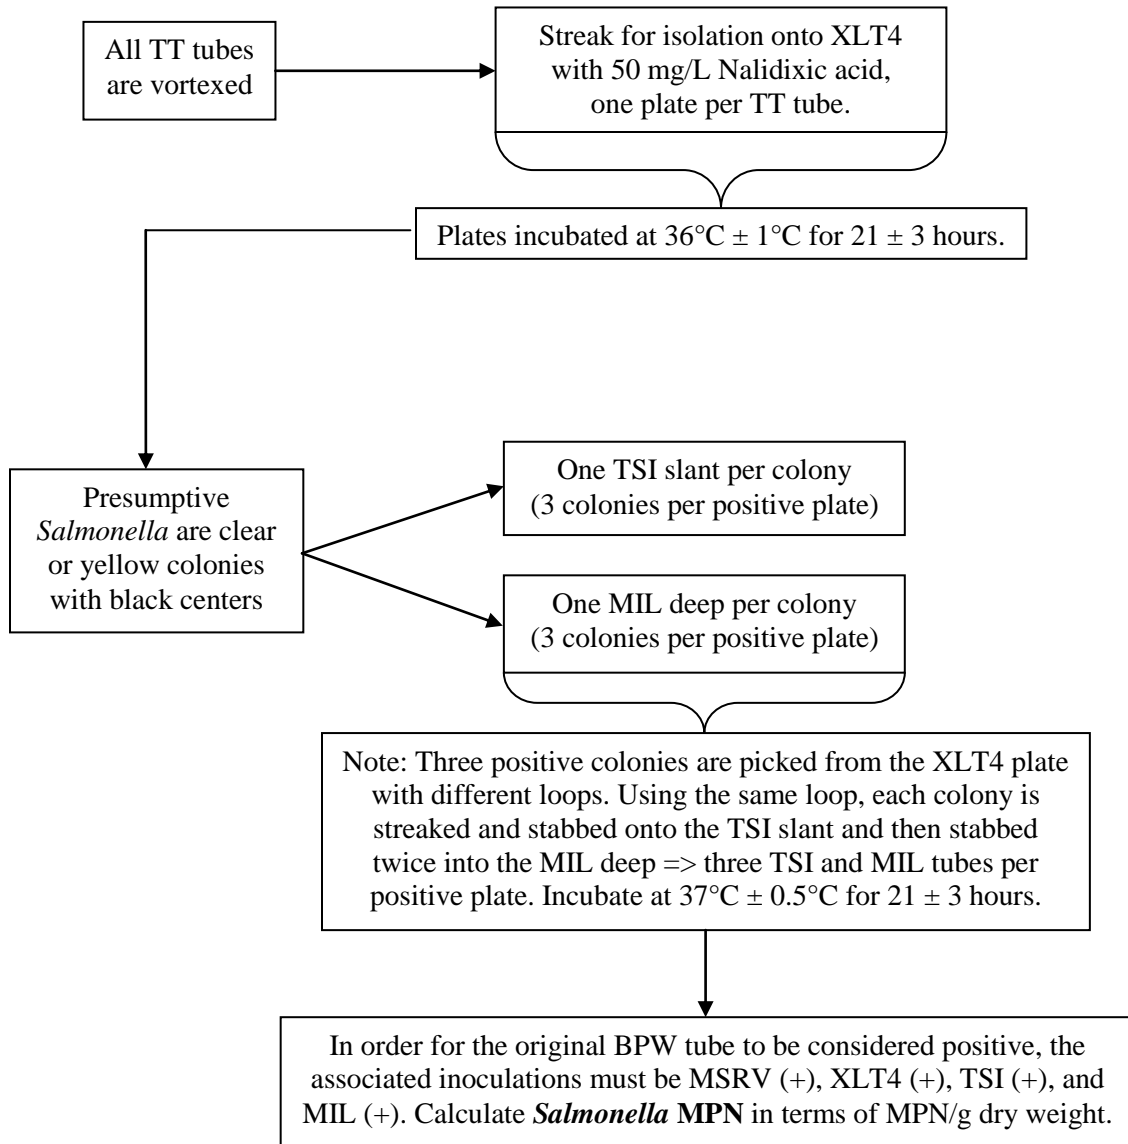 All TT tubes
are vortexed
Streak for isolation onto XLT4
with 50 mg/L Nalidixic acid,
one plate per TT tube.
Plates incubated at 36°C ± 1°C for 21 ± 3 hours.
Presumptive
Salmonella are clear
or yellow colonies
with black centers
One TSI slant per colony
(3 colonies per positive plate)
One MIL deep per colony
(3 colonies per positive plate)
Note: Three positive colonies are picked from the XLT4 plate
with different loops. Using the same loop, each colony is
streaked and stabbed onto the TSI slant and then stabbed
twice into the MIL deep => three TSI and MIL tubes per
positive plate. Incubate at 37°C ± 0.5°C for 21 ± 3 hours.
In order for the original BPW tube to be considered positive, the
associated inoculations must be MSRV (+), XLT4 (+), TSI (+), and
MIL (+). Calculate Salmonella MPN in terms of MPN/g dry weight.